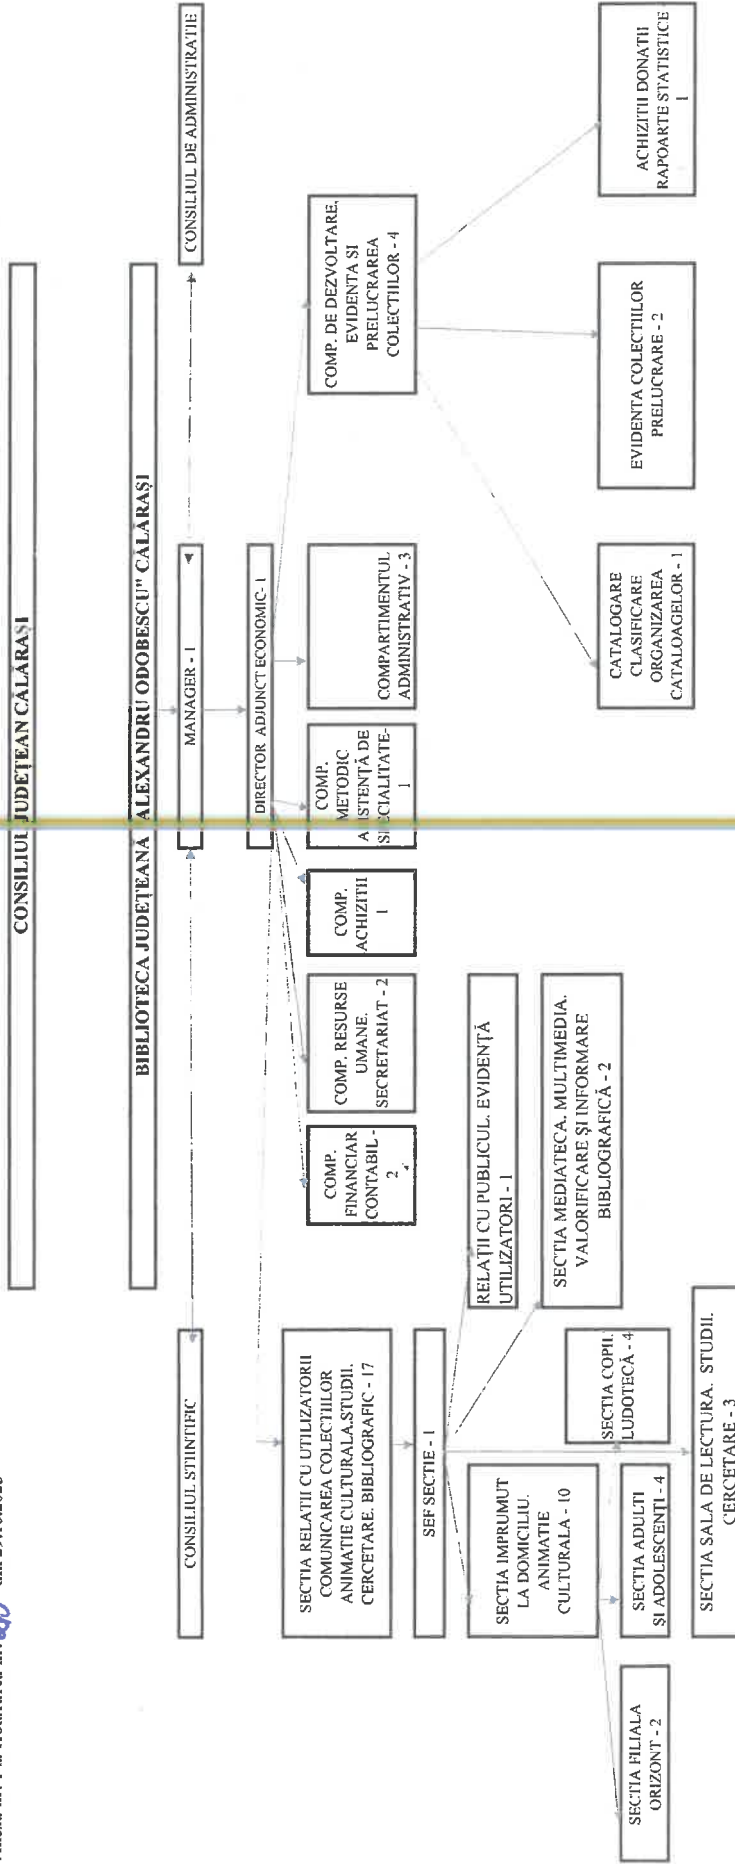 CONSILIUL JUDEȚEAN CĂLĂRAȘI
BIBLIOTECA JUDEȚEANĂ ALEXANDRU ODOBESCU" CĂLĂRAȘI
CONSILIUL STIINTIFIC
MANAGER - 1
CONSILIUL DE ADMINISTRATIE
DIRECTOR ADJUNCT ECONOMIC- 1
SECTIA RELATII CU UTILIZATORII
COMUNICAREA COLECTIILOR
ANIMATIE CULTURALA.STUDII.
CERCETARE. BIBLIOGRAFIC - 17
COMP.
FINANCIAR
CONTABIL -
2
COMP. RESURSE
UMANE.
SECRETARIAT - 2
COMP.
ACHIZITII
1
COMP.
METODIC
ASISTENȚĂ DE
SPECIALITATE-
1
COMPARTIMENTUL
ADMINISTRATIV - 3
COMP. DE DEZVOLTARE,
EVIDENTA SI
PRELUCRAREA
COLECTIILOR - 4
SEF SECTIE - 1
SECTIA IMPRUMUT
LA DOMICILIU.
ANIMATIE
CULTURALA - 10
RELAȚII CU PUBLICUL. EVIDENȚĂ
UTILIZATORI - 1
SECTIA MEDIATECA. MULTIMEDIA.
VALORIFICARE ȘI INFORMARE
BIBLIOGRAFICĂ - 2
SECTIA COPII.
LUDOTECĂ - 4
SECTIA FILIALA
ORIZONT - 2
SECTIA ADULTI
ȘI ADOLESCENȚI - 4
SECTIA SALA DE LECTURA. STUDII.
CERCETARE - 3
CATALOGARE
CLASIFICARE
ORGANIZAREA
CATALOAGELOR - 1
EVIDENTA COLECTIILOR
PRELUCRARE - 2
ACHIZITII DONATII
RAPOARTE STATISTICE
1